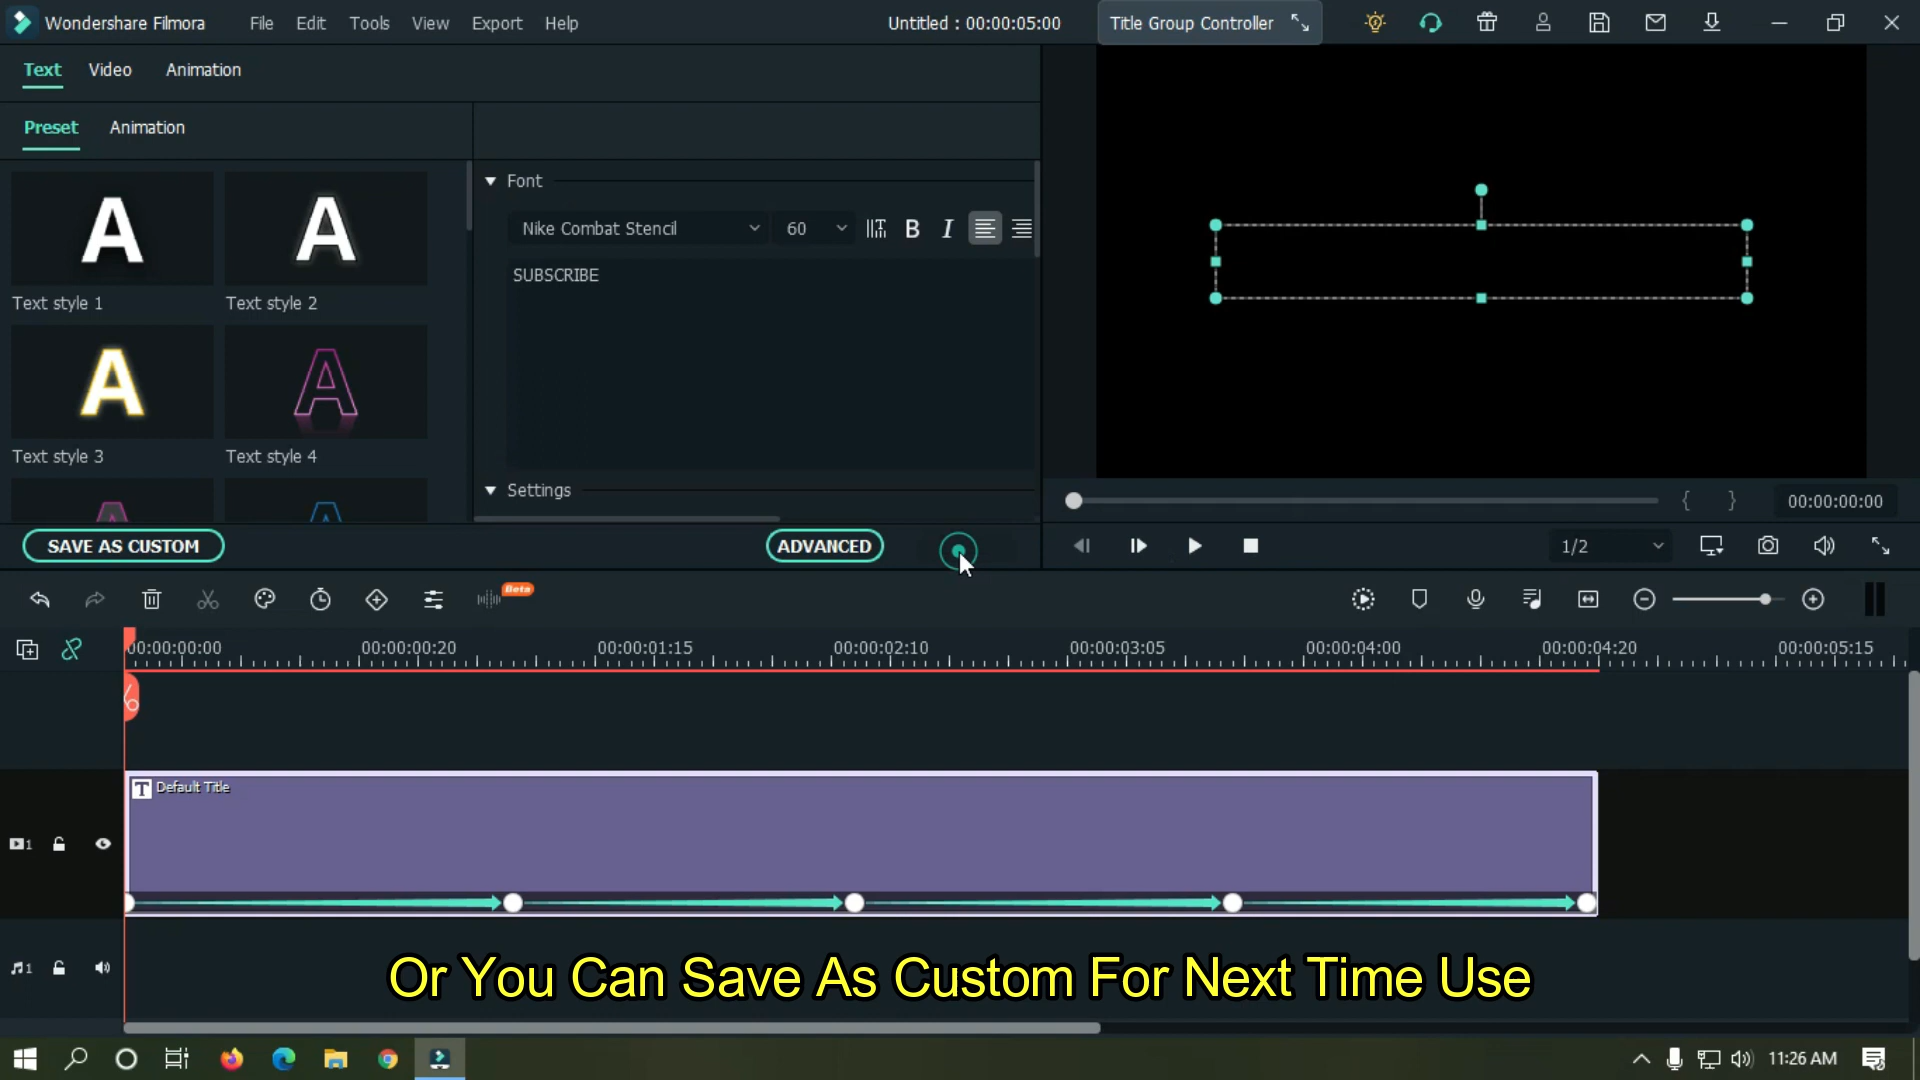 Wondershare Filmora File Edit Tools View Export Help Untitled : 00:00:05:00 Title Group Controller
Text Video Animation
Preset Animation
Font
Nike Combat Stencil 60 B I
SUBSCRIBE
A A
Text style 1 Text style 2
A A
Text style 3 Text style 4
Settings
{ } 00:00:00:00
SAVE AS CUSTOM ADVANCED 1/2
Beta
00:00:00:00 00:00:00:20 00:00:01:15 00:00:02:10 00:00:03:05 00:00:04:00 00:00:04:20 00:00:05:15
T Default Title
1
1
Or You Can Save As Custom For Next Time Use
11:26 AM